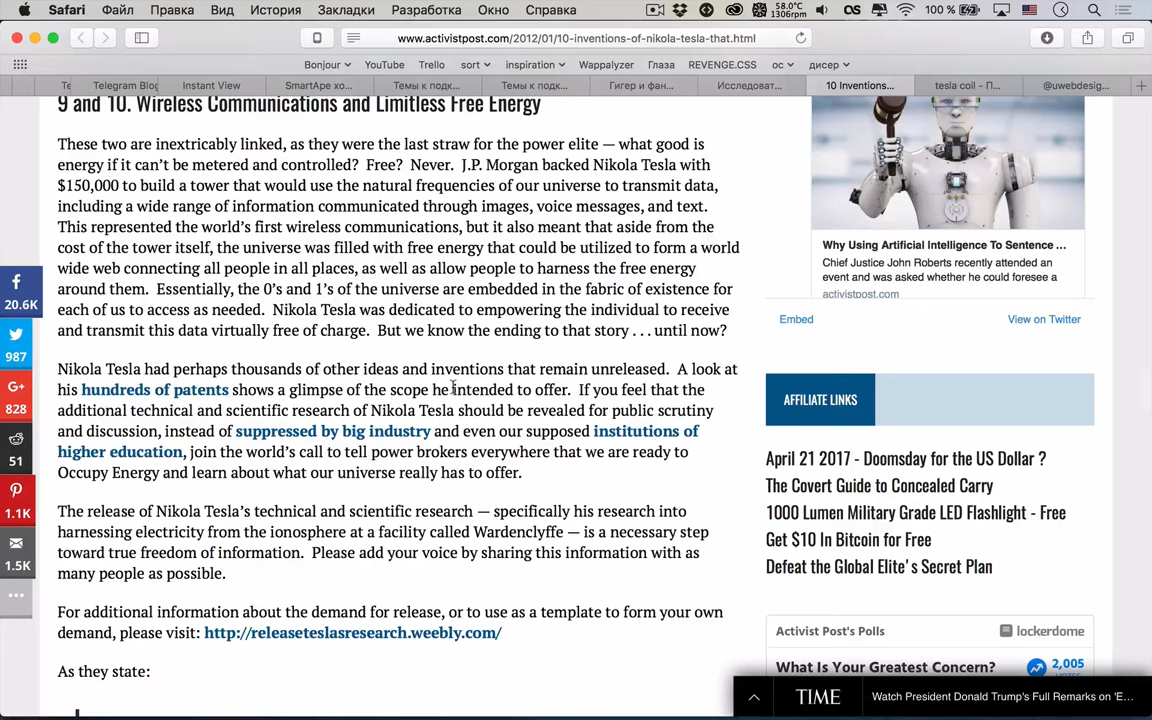 Safari Файл Правка Вид История Закладки Разработка Окно Справка 58.0°C 1306rpm 100 %
www.activistpost.com/2012/01/10-inventions-of-nikola-tesla-that.html
Bonjour YouTube Trello sort inspiration Wappalyzer Глаза REVENGE.CSS ос дисер
Te Telegram Blog Instant View SmartApe хо... Темы к подк... Темы к подк... Гигер и фан... Исследоват... 10 Inventions... tesla coil - П... @uwebdesig...
9 and 10. Wireless Communications and Limitless Free Energy
These two are inextricably linked, as they were the last straw for the power elite — what good is
energy if it can’t be metered and controlled? Free? Never. J.P. Morgan backed Nikola Tesla with
$150,000 to build a tower that would use the natural frequencies of our universe to transmit data,
including a wide range of information communicated through images, voice messages, and text.
This represented the world’s first wireless communications, but it also meant that aside from the
cost of the tower itself, the universe was filled with free energy that could be utilized to form a world
wide web connecting all people in all places, as well as allow people to harness the free energy
around them. Essentially, the 0’s and 1’s of the universe are embedded in the fabric of existence for
each of us to access as needed. Nikola Tesla was dedicated to empowering the individual to receive
and transmit this data virtually free of charge. But we know the ending to that story . . . until now?
Nikola Tesla had perhaps thousands of other ideas and inventions that remain unreleased. A look at
his hundreds of patents shows a glimpse of the scope he intended to offer. If you feel that the
additional technical and scientific research of Nikola Tesla should be revealed for public scrutiny
and discussion, instead of suppressed by big industry and even our supposed institutions of
higher education, join the world’s call to tell power brokers everywhere that we are ready to
Occupy Energy and learn about what our universe really has to offer.
The release of Nikola Tesla’s technical and scientific research — specifically his research into
harnessing electricity from the ionosphere at a facility called Wardenclyffe — is a necessary step
toward true freedom of information. Please add your voice by sharing this information with as
many people as possible.
For additional information about the demand for release, or to use as a template to form your own
demand, please visit: http://releaseteslasresearch.weebly.com/
As they state:
20.6K
987
828
51
1.1K
1.5K
Why Using Artificial Intelligence To Sentence ...
Chief Justice John Roberts recently attended an
event and was asked whether he could foresee a
activistpost.com
Embed View on Twitter
AFFILIATE LINKS
April 21 2017 - Doomsday for the US Dollar ?
The Covert Guide to Concealed Carry
1000 Lumen Military Grade LED Flashlight - Free
Get $10 In Bitcoin for Free
Defeat the Global Elite's Secret Plan
Activist Post's Polls lockerdome
What Is Your Greatest Concern? 2,005
TIME Watch President Donald Trump's Full Remarks on 'E...